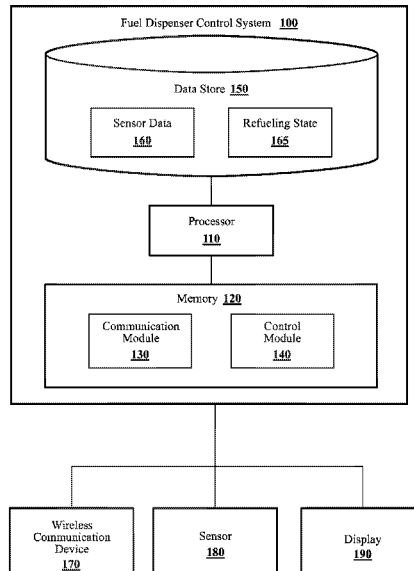 Fuel Dispenser Control System 100
Data Store 150
Sensor Data
160
Refueling State
165
Processor
110
Memory 120
Communication
Module
130
Control
Module
140
Wireless
Communication
Device
170
Sensor
180
Display
190